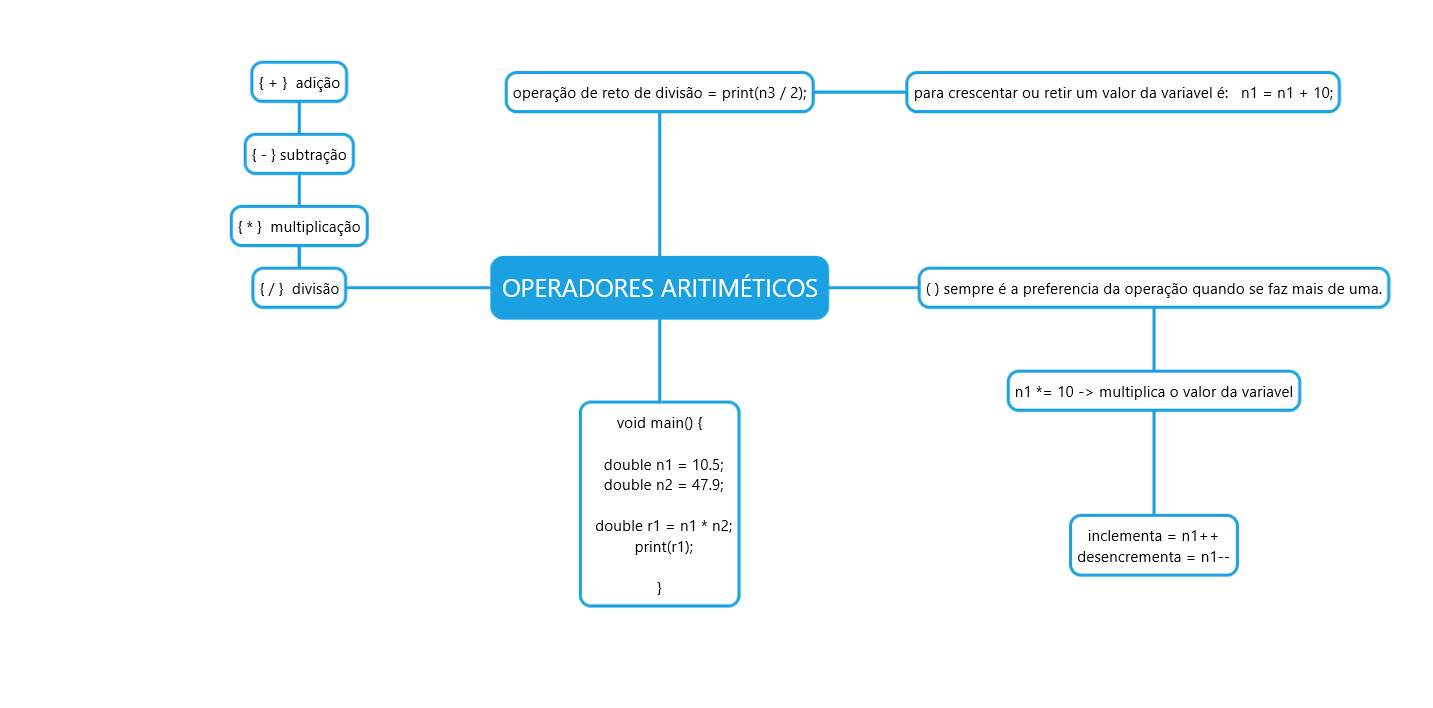 { + }  adição
{ - } subtração
{ * }  multiplicação
{ / }  divisão
operação de reto de divisão = print(n3 / 2);
para crescentar ou retir um valor da variavel é:   n1 = n1 + 10;
OPERADORES ARITIMÉTICOS
( ) sempre é a preferencia da operação quando se faz mais de uma.
n1 *= 10 -> multiplica o valor da variavel
inclementa = n1++
desencrementa = n1--
void main() {
double n1 = 10.5;
double n2 = 47.9;
double r1 = n1 * n2;
print(r1);
}